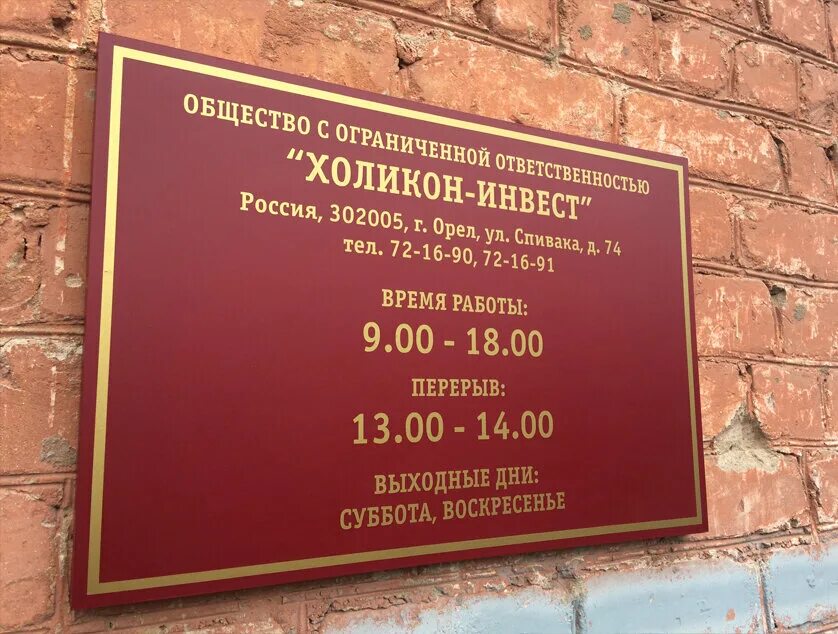 ОБЩЕСТВО С ОГРАНИЧЕННОЙ ОТВЕТСТВЕННОСТЬЮ
“ХОЛИКОН-ИНВЕСТ”
Россия, 302005, г. Орел, ул. Спивака, д. 74
тел. 72-16-90, 72-16-91
ВРЕМЯ РАБОТЫ:
9.00 - 18.00
ПЕРЕРЫВ:
13.00 - 14.00
ВЫХОДНЫЕ ДНИ:
СУББОТА, ВОСКРЕСЕНЬЕ